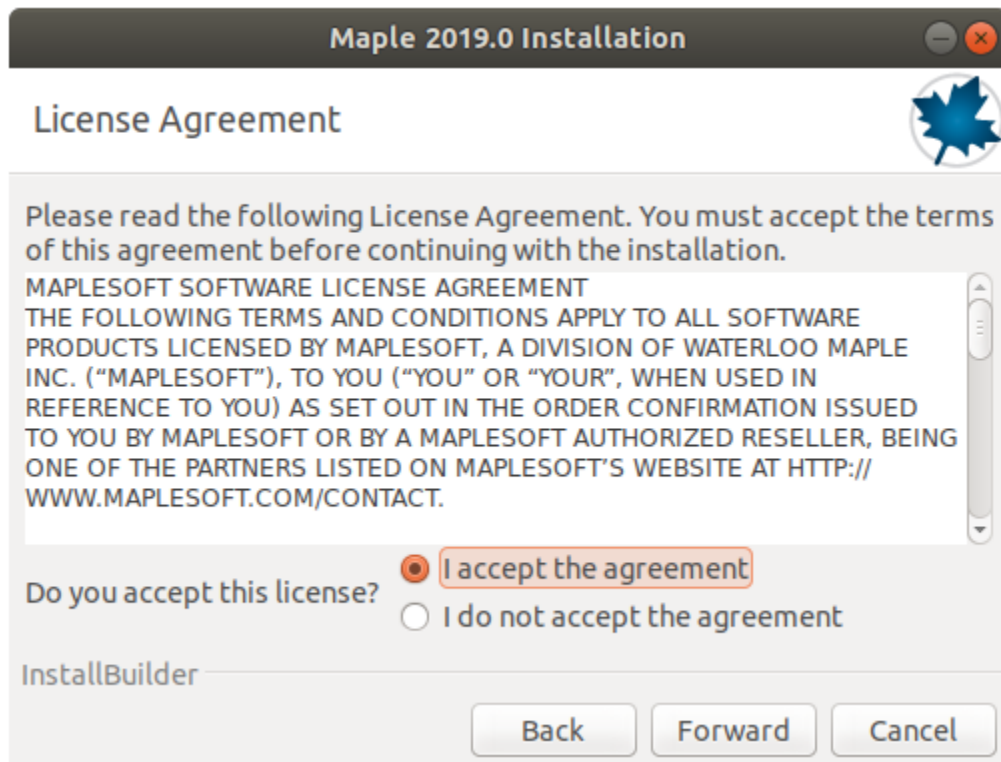 Maple 2019.0 Installation
License Agreement
Please read the following License Agreement. You must accept the terms
of this agreement before continuing with the installation.
MAPLESOFT SOFTWARE LICENSE AGREEMENT
THE FOLLOWING TERMS AND CONDITIONS APPLY TO ALL SOFTWARE
PRODUCTS LICENSED BY MAPLESOFT, A DIVISION OF WATERLOO MAPLE
INC. (“MAPLESOFT”), TO YOU (“YOU” OR “YOUR”, WHEN USED IN
REFERENCE TO YOU) AS SET OUT IN THE ORDER CONFIRMATION ISSUED
TO YOU BY MAPLESOFT OR BY A MAPLESOFT AUTHORIZED RESELLER, BEING
ONE OF THE PARTNERS LISTED ON MAPLESOFT’S WEBSITE AT HTTP://
WWW.MAPLESOFT.COM/CONTACT.
Do you accept this license?
I accept the agreement
I do not accept the agreement
InstallBuilder
Back Forward Cancel